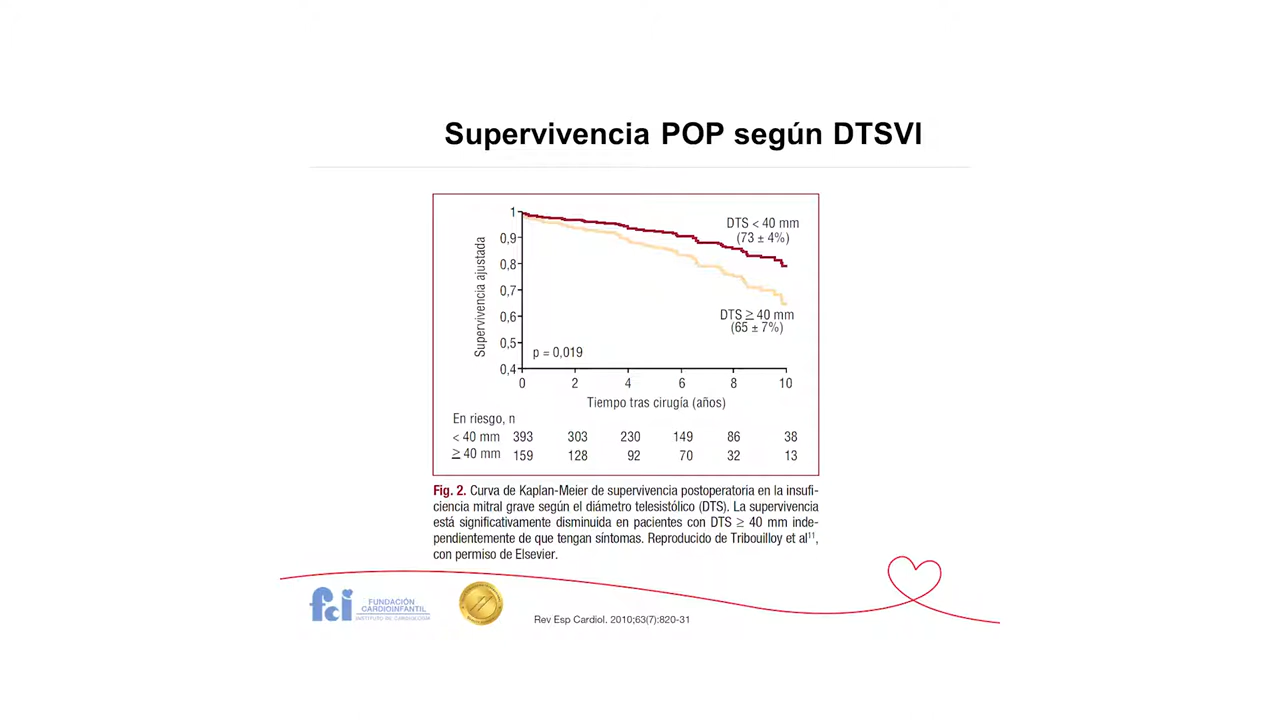 Supervivencia POP según DTSVI
1
0,9
0,8
0,7
0,6
0,5
0,4
Supervivencia ajustada
DTS < 40 mm
(73 ± 4%)
DTS ≥ 40 mm
(65 ± 7%)
p = 0,019
0 2 4 6 8 10
Tiempo tras cirugía (años)
En riesgo, n
< 40 mm 393 303 230 149 86 38
≥ 40 mm 159 128 92 70 32 13
Fig. 2. Curva de Kaplan-Meier de supervivencia postoperatoria en la insufi-
ciencia mitral grave según el diámetro telesistólico (DTS). La supervivencia
está significativamente disminuida en pacientes con DTS ≥ 40 mm inde-
pendientemente de que tengan síntomas. Reproducido de Tribouilloy et al11,
con permiso de Elsevier.
fci
FUNDACIÓN
CARDIOINFANTIL
INSTITUTO DE CARDIOLOGÍA
Rev Esp Cardiol. 2010;63(7):820-31